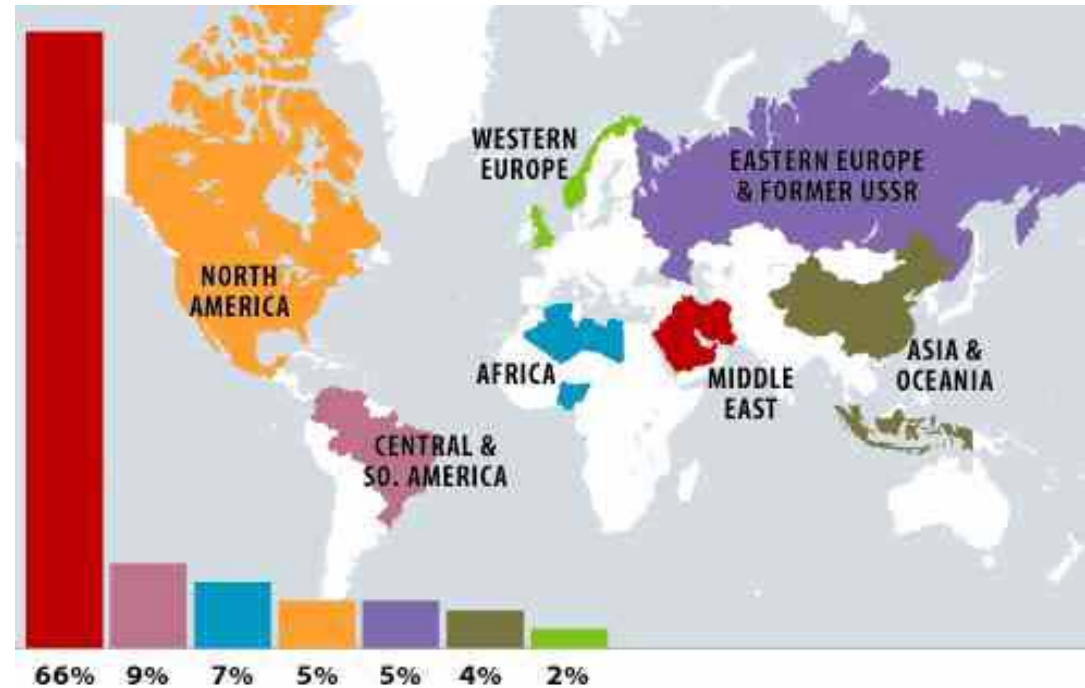 WESTERN
EUROPE
EASTERN EUROPE
& FORMER USSR
NORTH
AMERICA
AFRICA
MIDDLE
EAST
ASIA &
OCEANIA
CENTRAL &
SO. AMERICA
66% 9% 7% 5% 5% 4% 2%